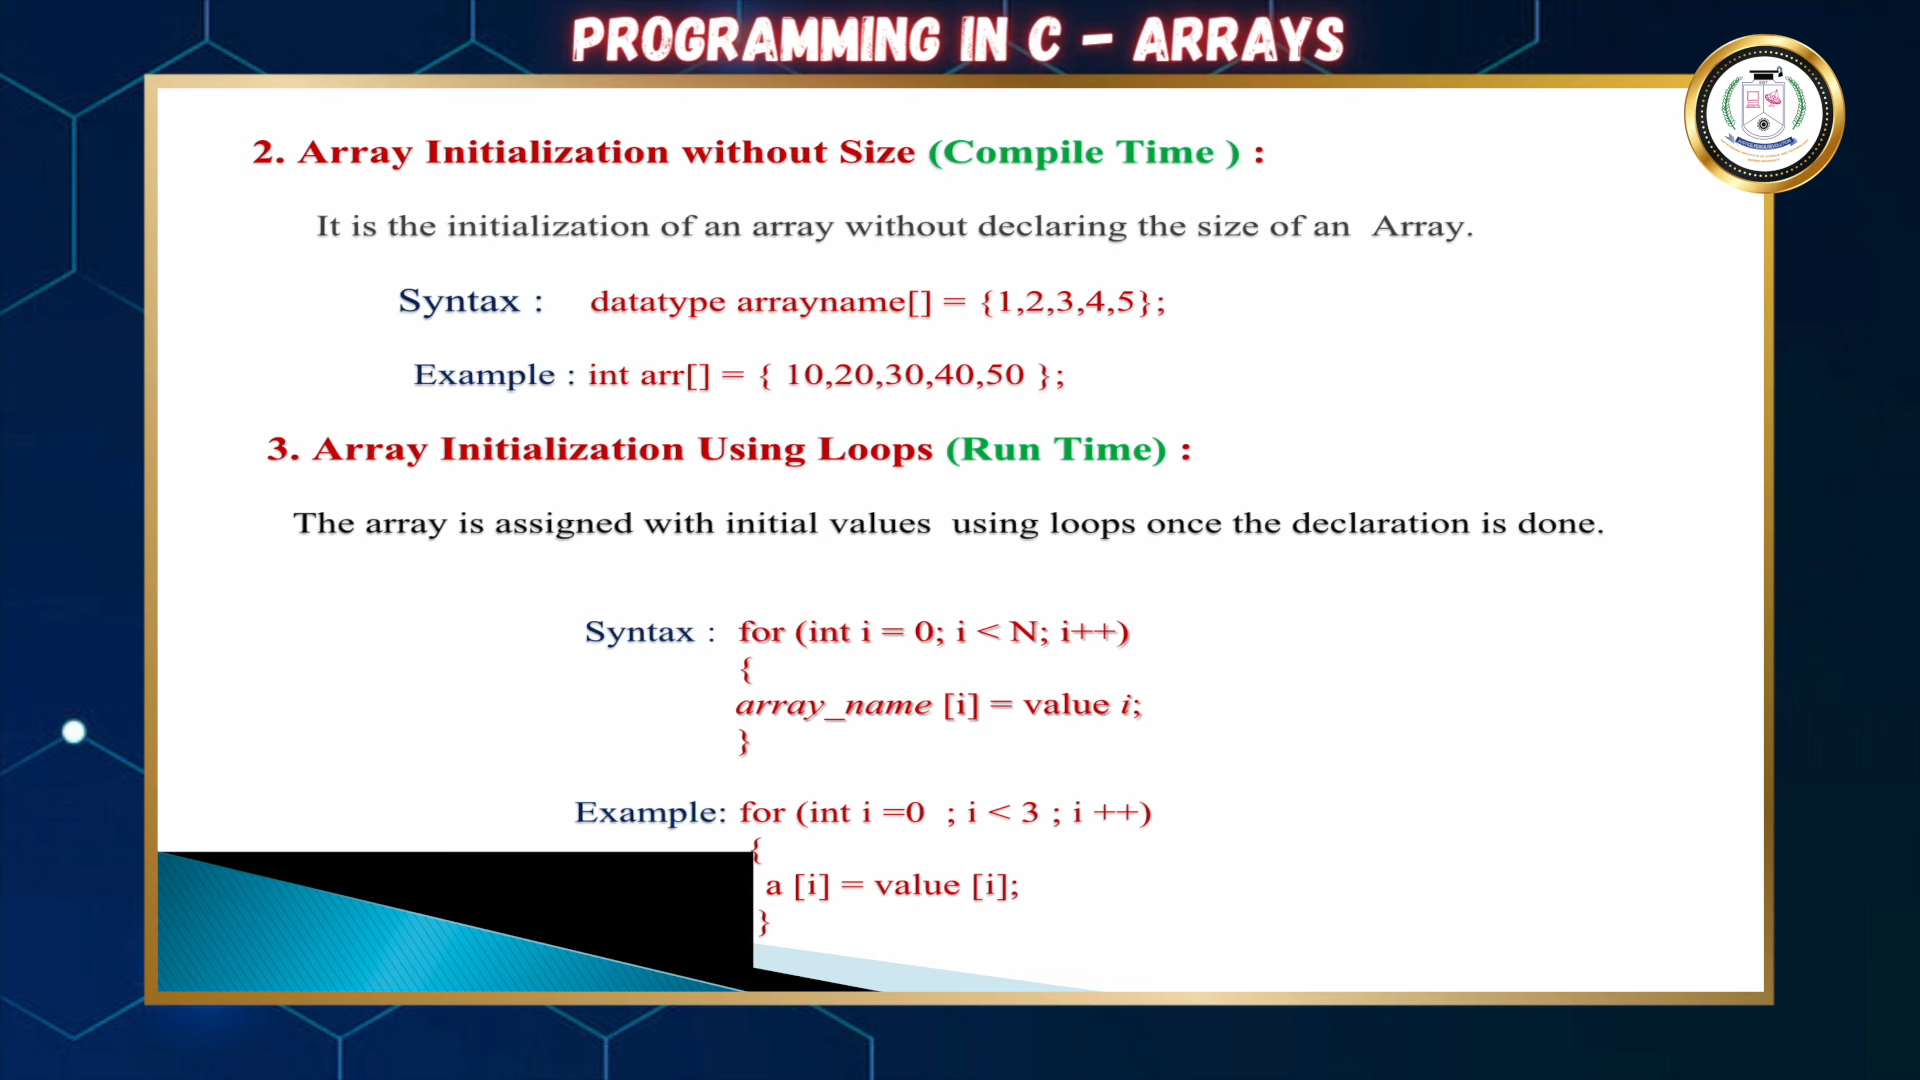 PROGRAMMING IN C – ARRAYS
2. Array Initialization without Size (Compile Time ) :
It is the initialization of an array without declaring the size of an Array.
Syntax : datatype arrayname[] = {1,2,3,4,5};
Example : int arr[] = { 10,20,30,40,50 };
3. Array Initialization Using Loops (Run Time) :
The array is assigned with initial values using loops once the declaration is done.
Syntax : for (int i = 0; i < N; i++)
{
array_name [i] = value i;
}
Example: for (int i =0 ; i < 3 ; i ++)
{
a [i] = value [i];
}